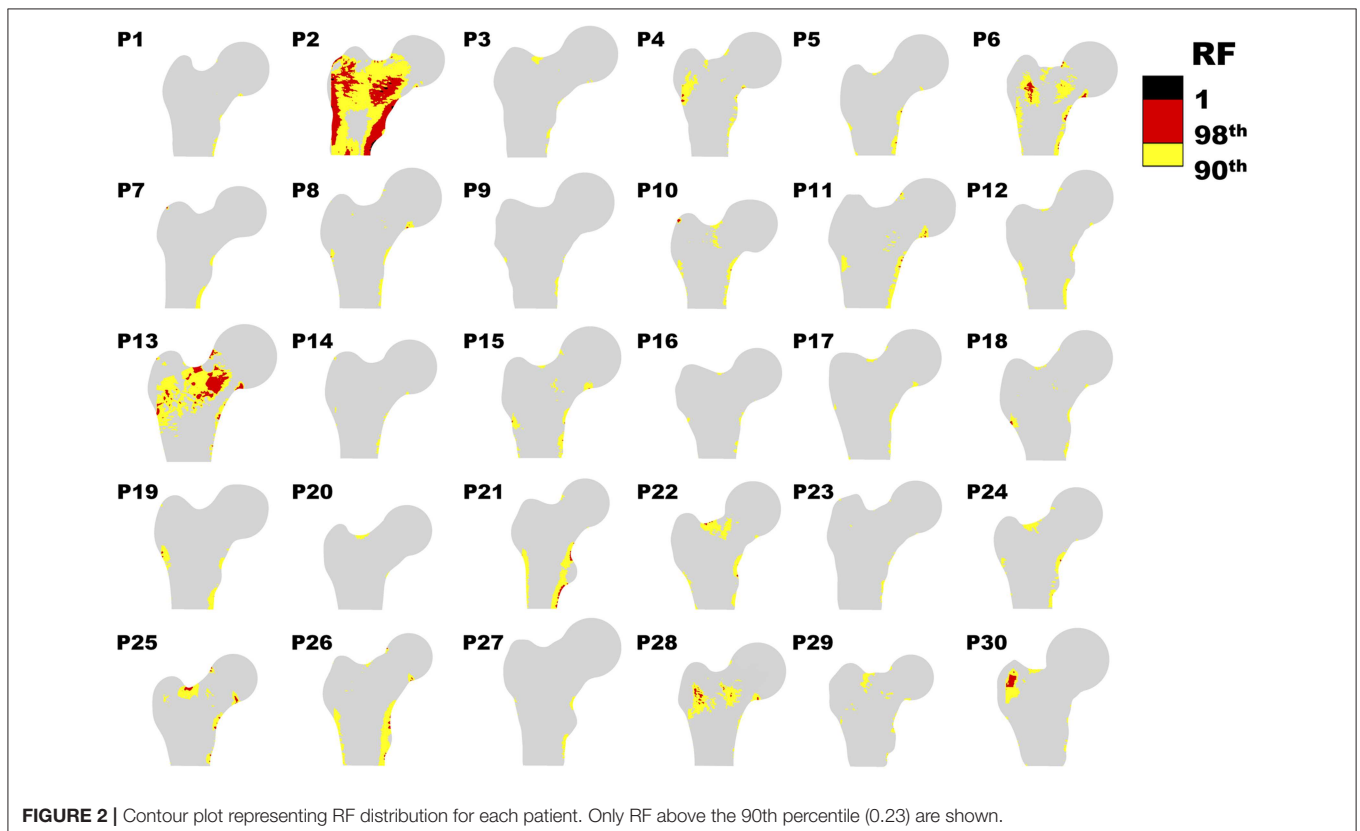 P1 P2 P3 P4 P5 P6
RF
1
98th
90th
P7 P8 P9 P10 P11 P12
P13 P14 P15 P16 P17 P18
P19 P20 P21 P22 P23 P24
P25 P26 P27 P28 P29 P30
FIGURE 2 | Contour plot representing RF distribution for each patient. Only RF above the 90th percentile (0.23) are shown.